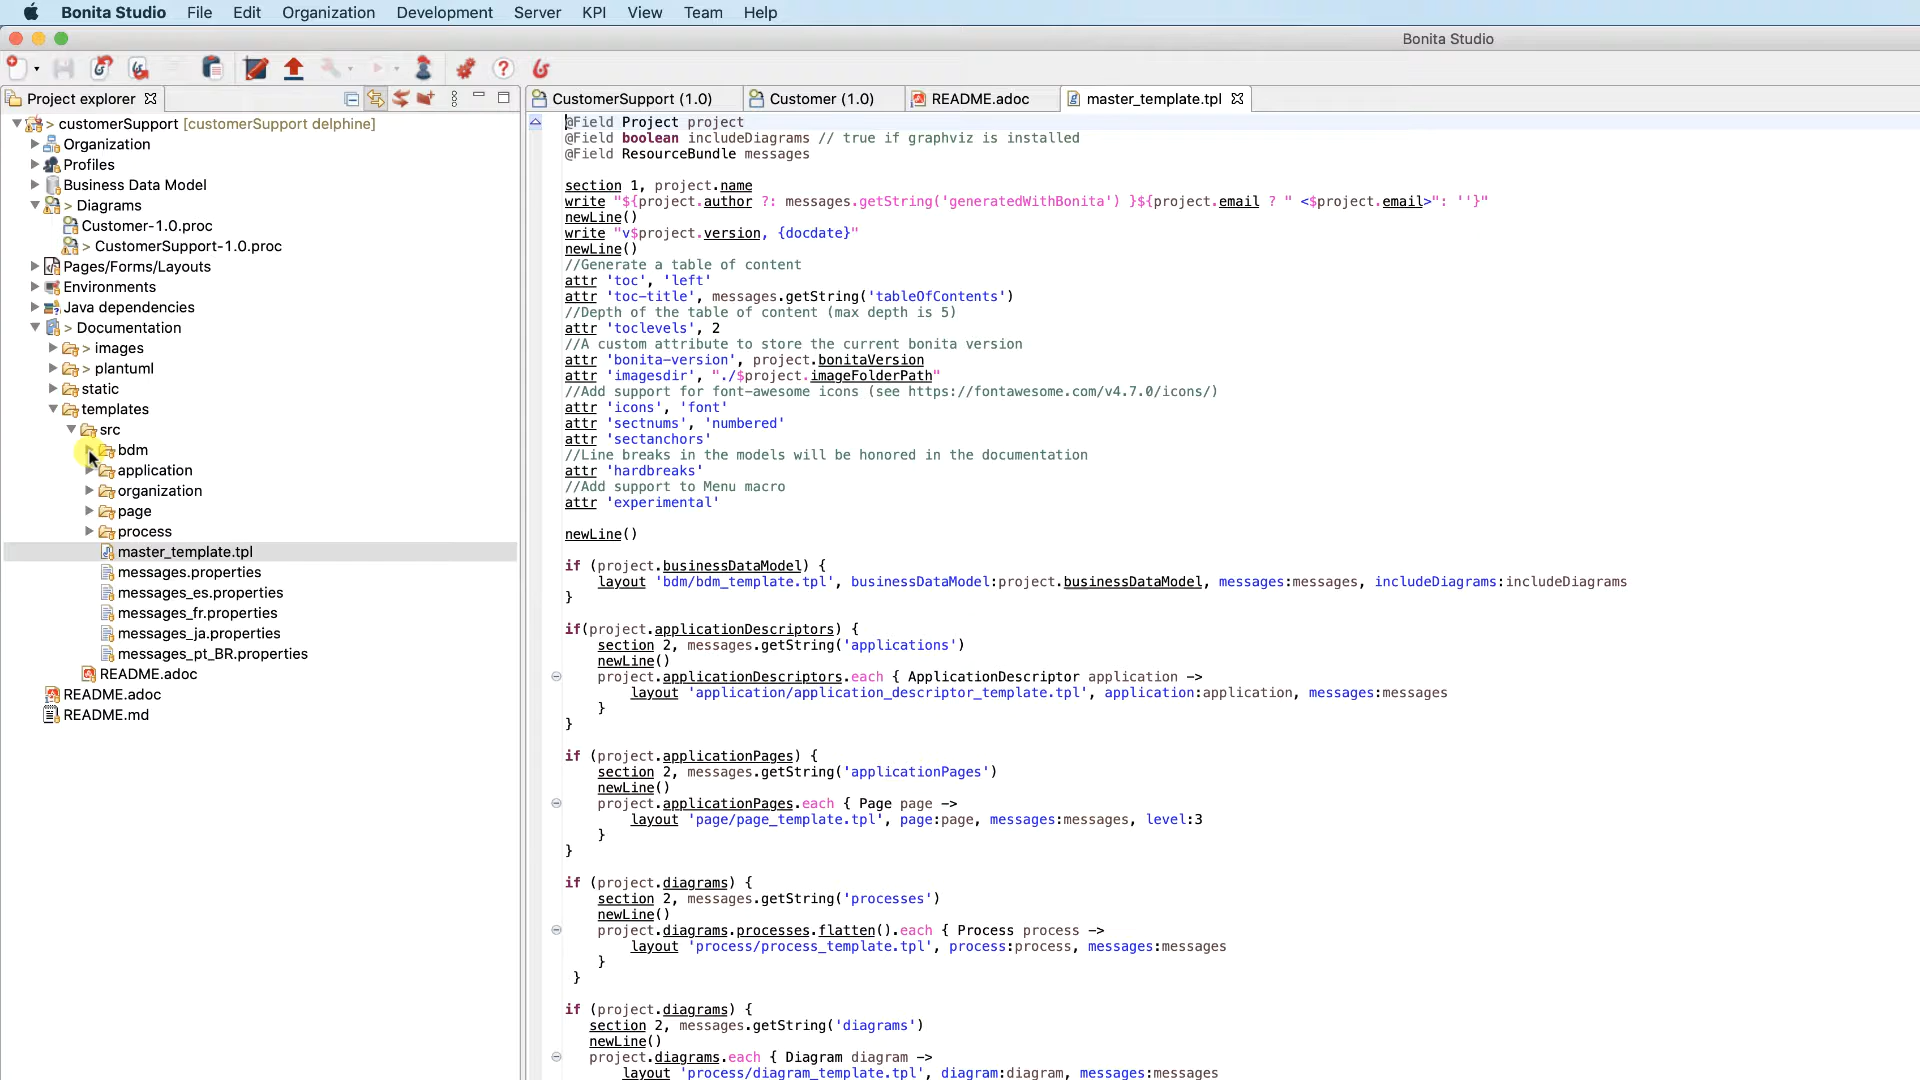 Bonita Studio File Edit Organization Development Server KPI View Team Help
Bonita Studio
Project explorer
CustomerSupport (1.0) Customer (1.0) README.adoc master_template.tpl
> customerSupport [customerSupport delphine]
Organization
Profiles
Business Data Model
> Diagrams
Customer-1.0.proc
> CustomerSupport-1.0.proc
Pages/Forms/Layouts
Environments
Java dependencies
> Documentation
> images
> plantuml
static
templates
src
bdm
application
organization
page
process
master_template.tpl
messages.properties
messages_es.properties
messages_fr.properties
messages_ja.properties
messages_pt_BR.properties
README.adoc
README.adoc
README.md
@Field Project project
@Field boolean includeDiagrams // true if graphviz is installed
@Field ResourceBundle messages
section 1, project.name
write "${project.author ?: messages.getString('generatedWithBonita') }${project.email ? " <$project.email>": ''}"
newLine()
write "v$project.version, {docdate}"
newLine()
//Generate a table of content
attr 'toc', 'left'
attr 'toc-title', messages.getString('tableOfContents')
//Depth of the table of content (max depth is 5)
attr 'toclevels', 2
//A custom attribute to store the current bonita version
attr 'bonita-version', project.bonitaVersion
attr 'imagesdir', "./$project.imageFolderPath"
//Add support for font-awesome icons (see https://fontawesome.com/v4.7.0/icons/)
attr 'icons', 'font'
attr 'sectnums', 'numbered'
attr 'sectanchors'
//Line breaks in the models will be honored in the documentation
attr 'hardbreaks'
//Add support to Menu macro
attr 'experimental'
newLine()
if (project.businessDataModel) {
layout 'bdm/bdm_template.tpl', businessDataModel:project.businessDataModel, messages:messages, includeDiagrams:includeDiagrams
}
if(project.applicationDescriptors) {
section 2, messages.getString('applications')
newLine()
project.applicationDescriptors.each { ApplicationDescriptor application ->
layout 'application/application_descriptor_template.tpl', application:application, messages:messages
}
}
if (project.applicationPages) {
section 2, messages.getString('applicationPages')
newLine()
project.applicationPages.each { Page page ->
layout 'page/page_template.tpl', page:page, messages:messages, level:3
}
}
if (project.diagrams) {
section 2, messages.getString('processes')
newLine()
project.diagrams.processes.flatten().each { Process process ->
layout 'process/process_template.tpl', process:process, messages:messages
}
}
if (project.diagrams) {
section 2, messages.getString('diagrams')
newLine()
project.diagrams.each { Diagram diagram ->
layout 'process/diagram_template.tpl', diagram:diagram, messages:messages